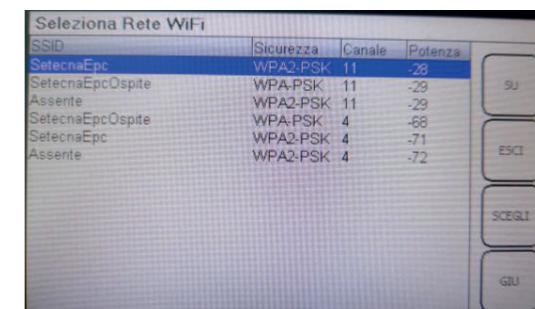 Seleziona Rete WiFi
SSID Sicurezza Canale Potenza
SetecnaEpc WPA2-PSK 11 -28
SetecnaEpcOspite WPA-PSK 11 -29
Assente WPA2-PSK 11 -29
SetecnaEpcOspite WPA-PSK 4 -68
SetecnaEpc WPA2-PSK 4 -71
Assente WPA2-PSK 4 -72
SU
ESCI
SCEGLI
GIU